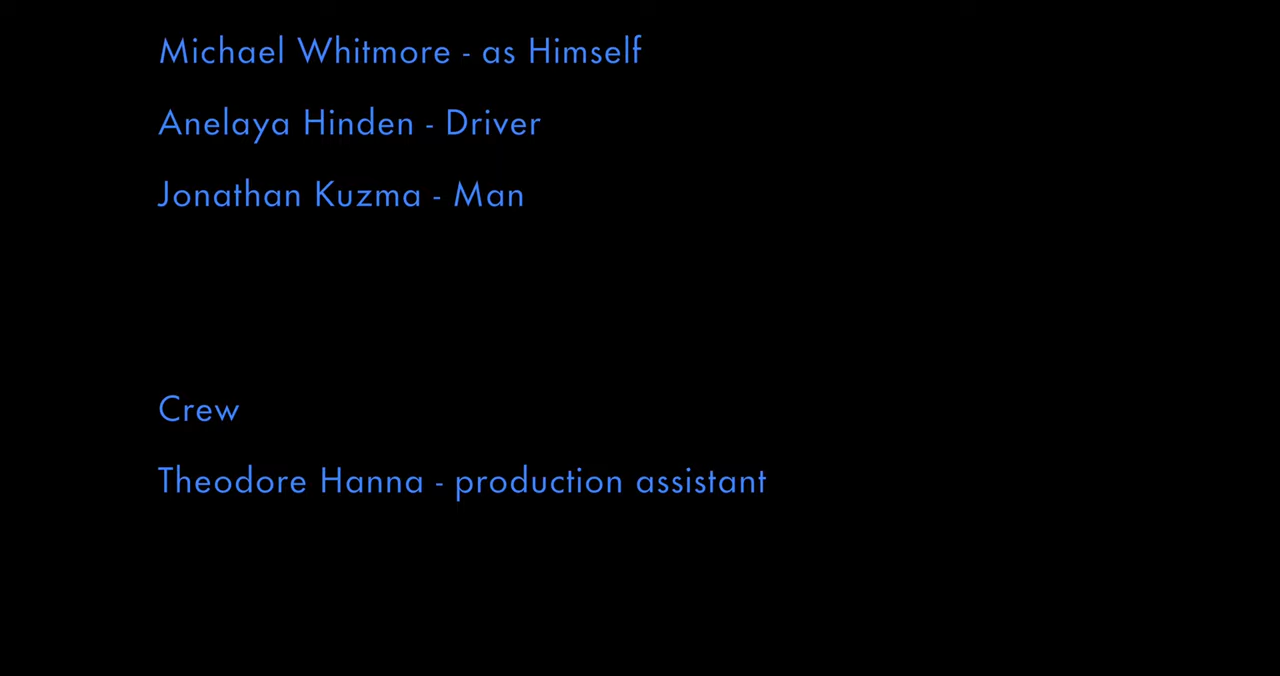 Michael Whitmore - as Himself
Anelaya Hinden - Driver
Jonathan Kuzma - Man
Crew
Theodore Hanna - production assistant